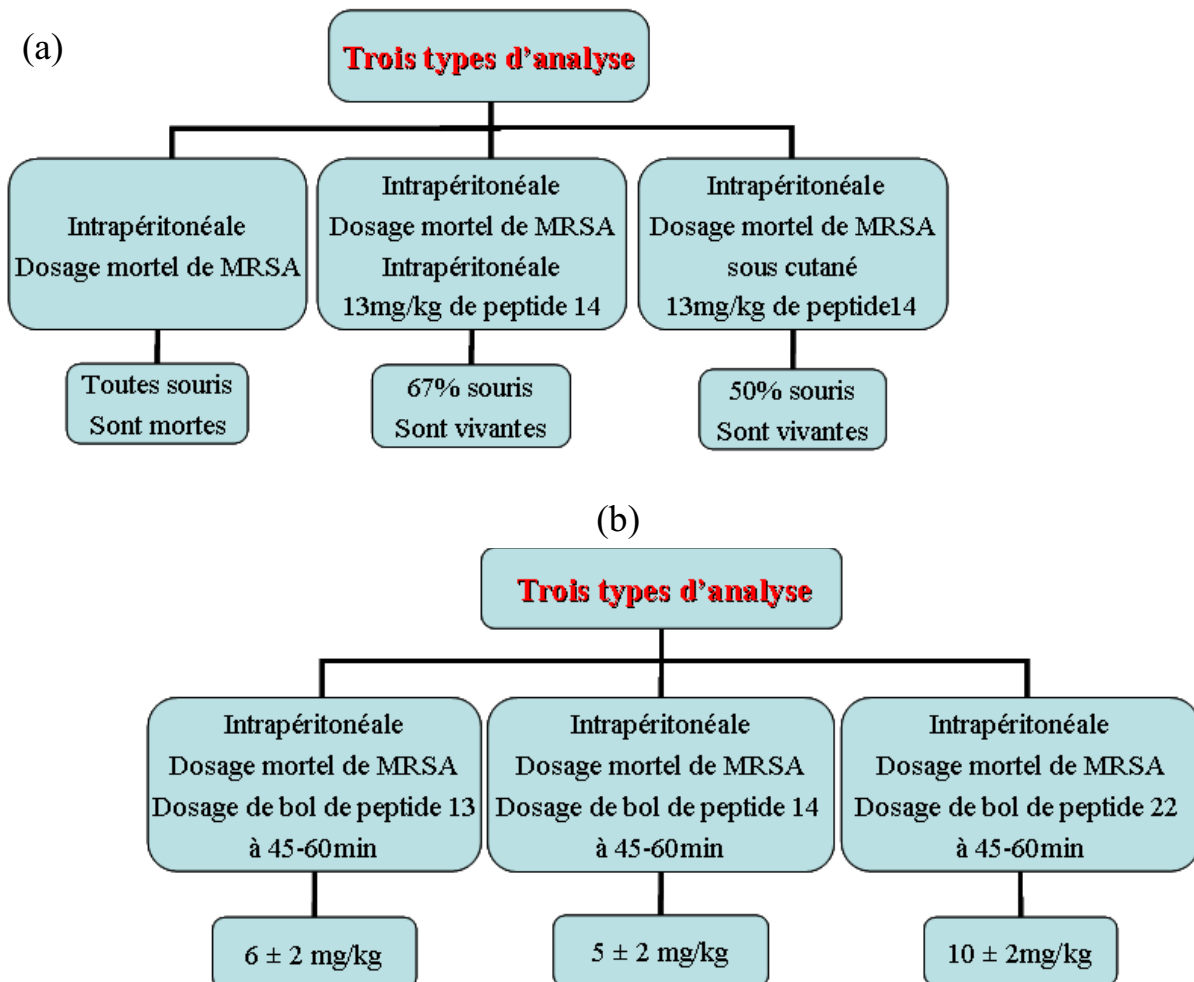 (a)
Trois types d'analyse
Intrapéritonéale
Dosage mortel de MRSA
Intrapéritonéale
Dosage mortel de MRSA
Intrapéritonéale
13mg/kg de peptide 14
Intrapéritonéale
Dosage mortel de MRSA
sous cutané
13mg/kg de peptide14
Toutes souris
Sont mortes
67% souris
Sont vivantes
50% souris
Sont vivantes
(b)
Trois types d'analyse
Intrapéritonéale
Dosage mortel de MRSA
Dosage de bol de peptide 13
à 45-60min
Intrapéritonéale
Dosage mortel de MRSA
Dosage de bol de peptide 14
à 45-60min
Intrapéritonéale
Dosage mortel de MRSA
Dosage de bol de peptide 22
à 45-60min
6 ± 2 mg/kg
5 ± 2 mg/kg
10 ± 2mg/kg